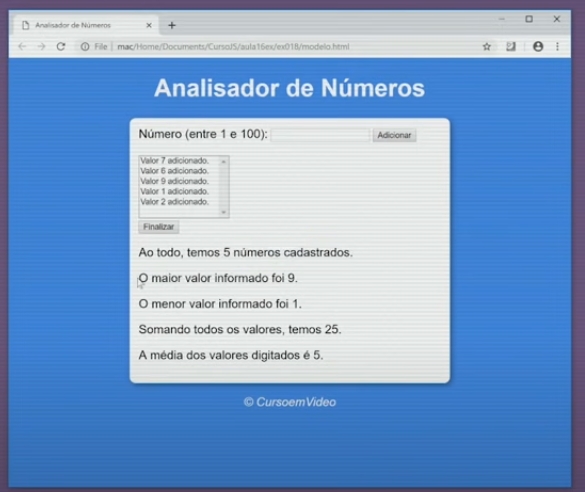 Analisador de Números
File | mac/Home/Documents/CursoJS/aula16ex/ex018/modelo.html
Analisador de Números
Número (entre 1 e 100): Adicionar
Valor 7 adicionado.
Valor 6 adicionado.
Valor 9 adicionado.
Valor 1 adicionado.
Valor 2 adicionado.
Finalizar
Ao todo, temos 5 números cadastrados.
O maior valor informado foi 9.
O menor valor informado foi 1.
Somando todos os valores, temos 25.
A média dos valores digitados é 5.
© CursoemVideo